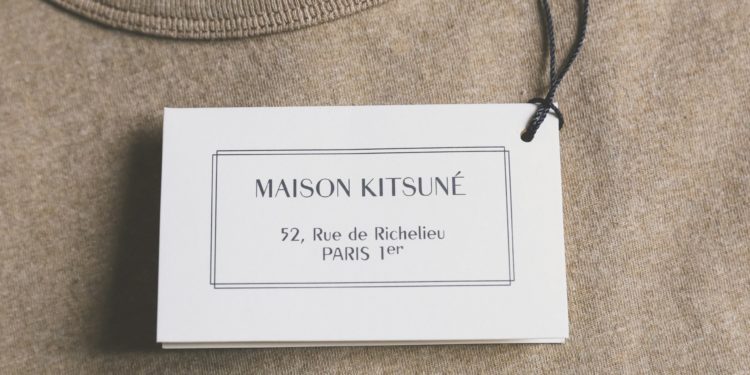 MAISON KITSUNÉ
52, Rue de Richelieu
PARIS 1er